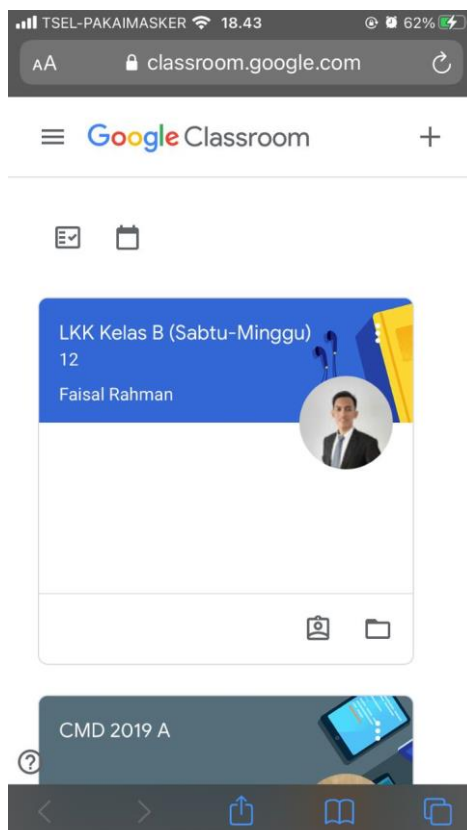 TSEL-PAKAIMASKER 18.43 62%
AA classroom.google.com
Google Classroom
LKK Kelas B (Sabtu-Minggu)
12
Faisal Rahman
CMD 2019 A